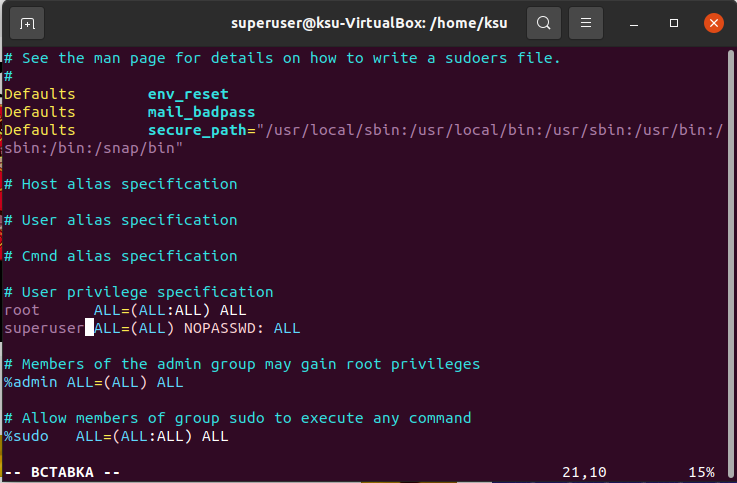 superuser@ksu-VirtualBox: /home/ksu
# See the man page for details on how to write a sudoers file.
#
Defaults        env_reset
Defaults        mail_badpass
Defaults        secure_path="/usr/local/sbin:/usr/local/bin:/usr/sbin:/usr/bin:/
sbin:/bin:/snap/bin"
# Host alias specification
# User alias specification
# Cmnd alias specification
# User privilege specification
root      ALL=(ALL:ALL) ALL
superuser ALL=(ALL) NOPASSWD: ALL
# Members of the admin group may gain root privileges
%admin ALL=(ALL) ALL
# Allow members of group sudo to execute any command
%sudo   ALL=(ALL:ALL) ALL
-- ВСТАВКА --                                                 21,10         15%